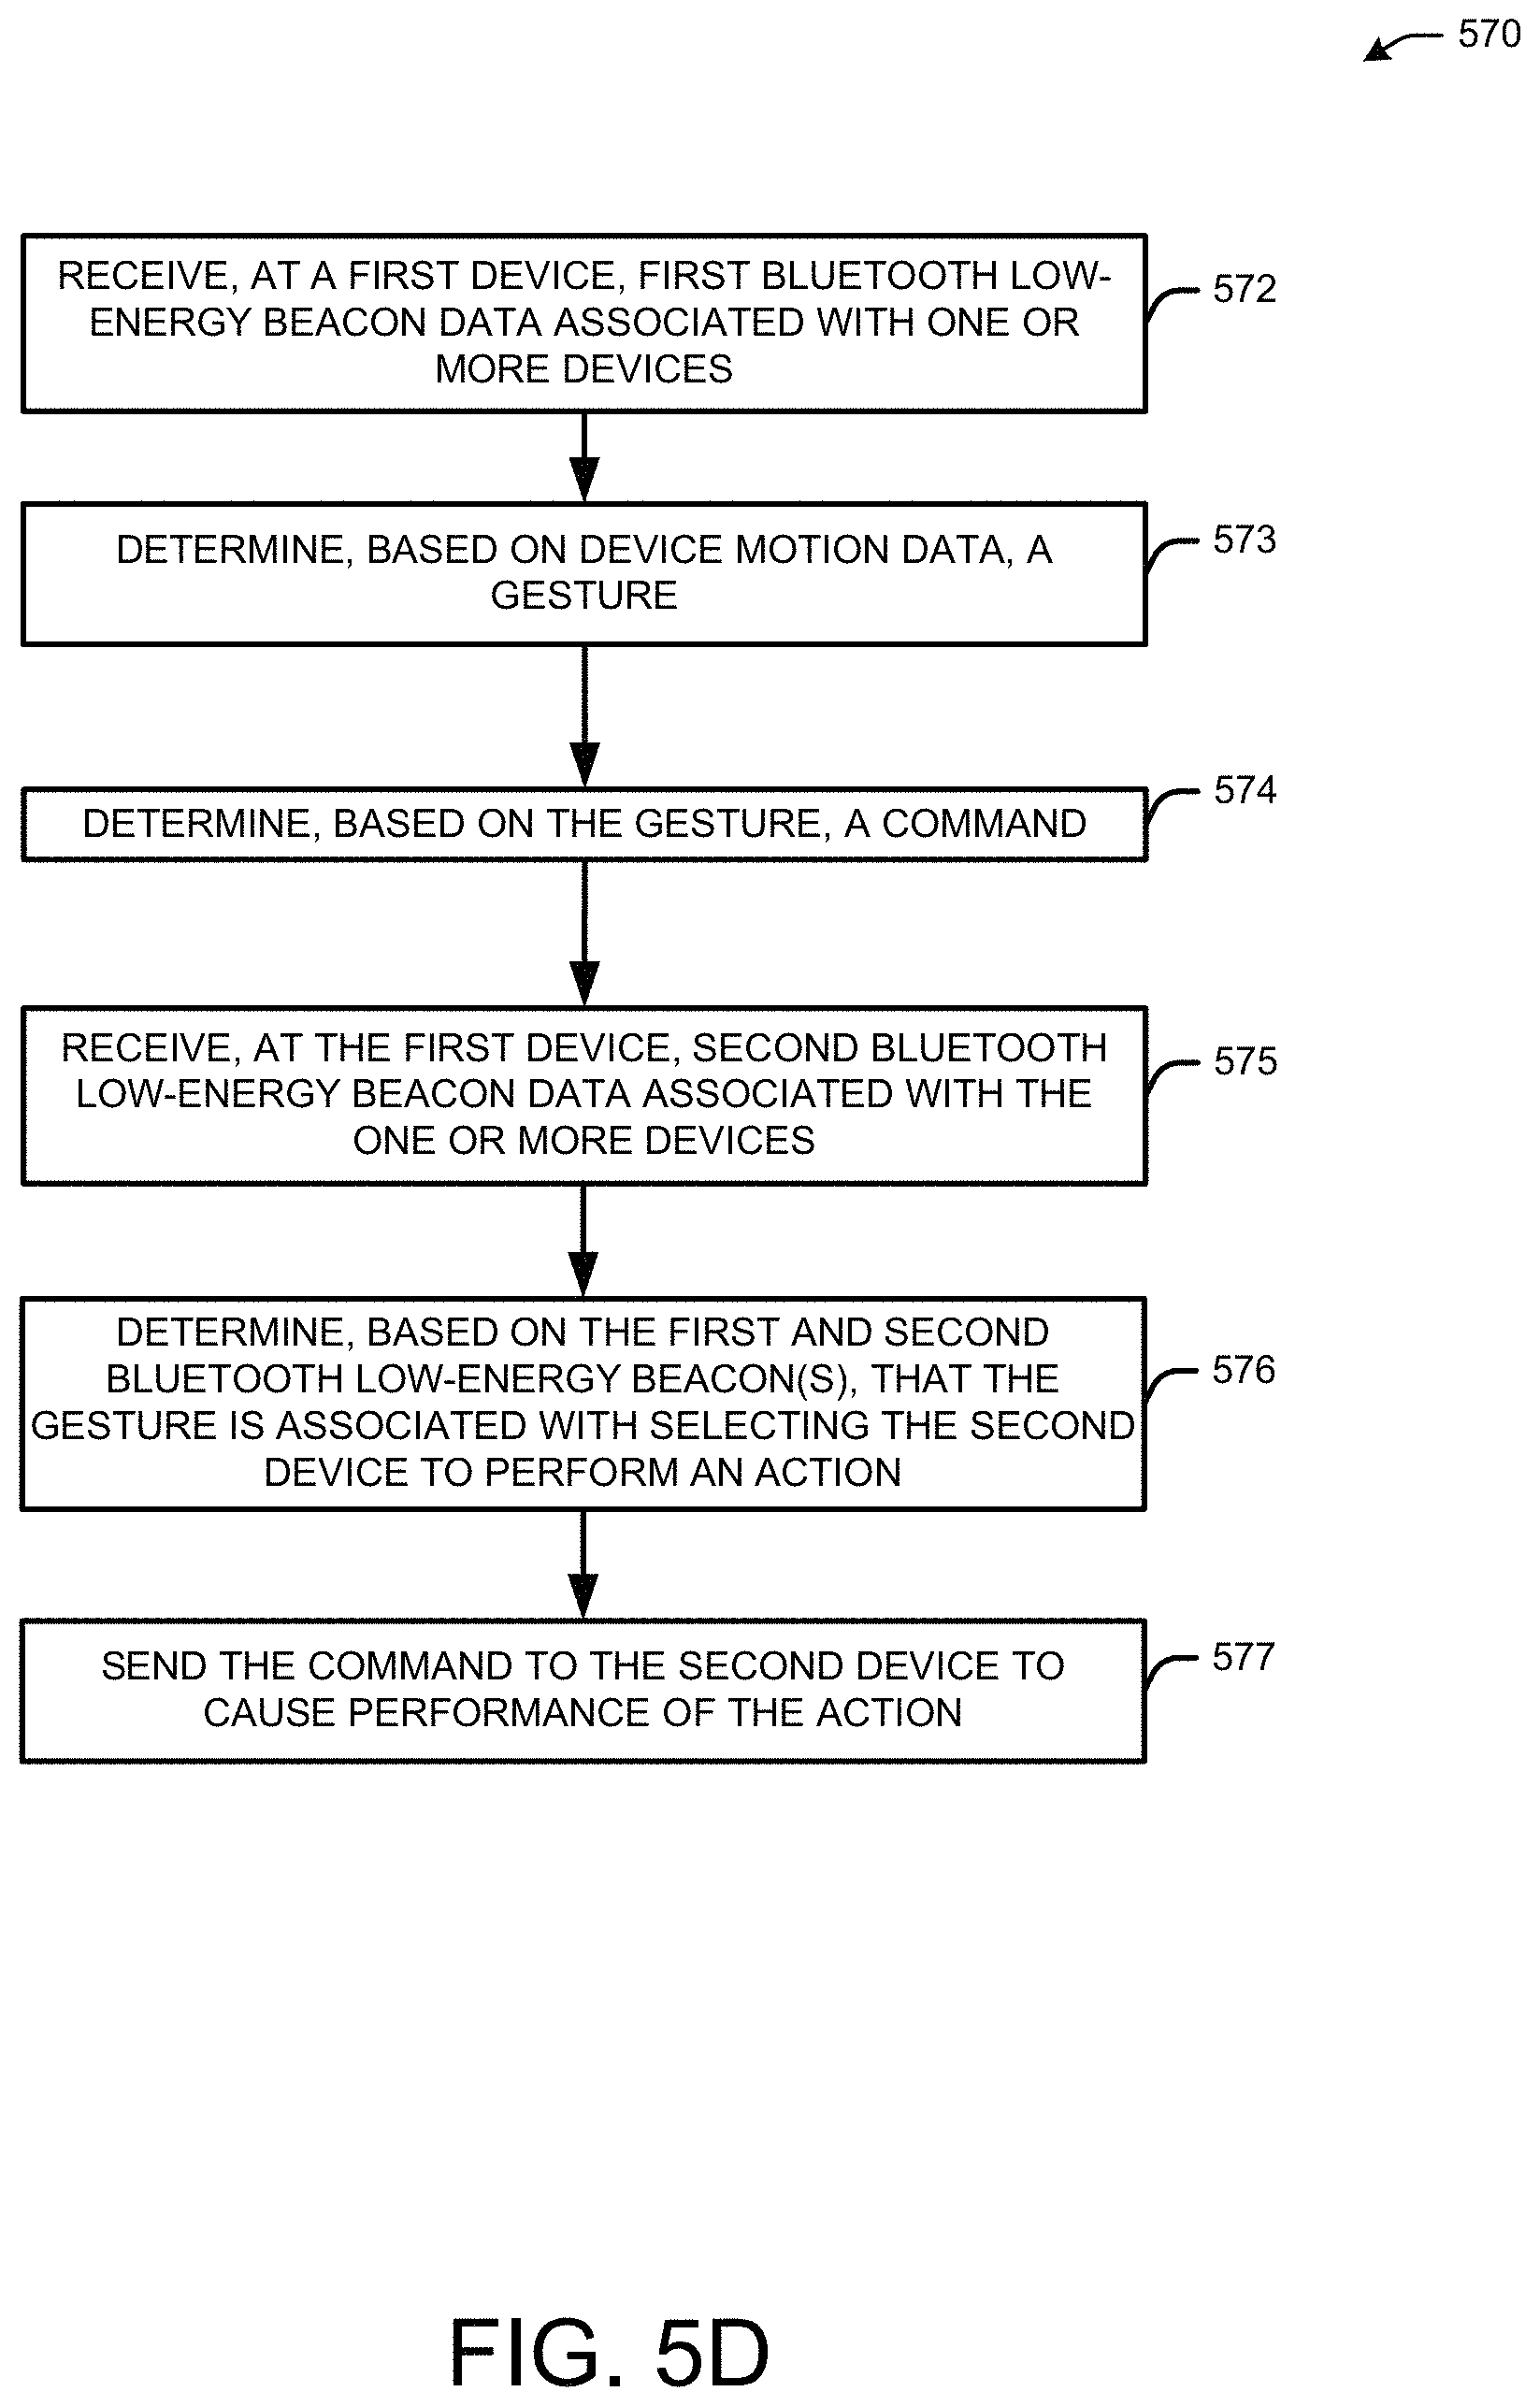 570
RECEIVE, AT A FIRST DEVICE, FIRST BLUETOOTH LOW-
ENERGY BEACON DATA ASSOCIATED WITH ONE OR
MORE DEVICES
572
DETERMINE, BASED ON DEVICE MOTION DATA, A
GESTURE
573
DETERMINE, BASED ON THE GESTURE, A COMMAND
574
RECEIVE, AT THE FIRST DEVICE, SECOND BLUETOOTH
LOW-ENERGY BEACON DATA ASSOCIATED WITH THE
ONE OR MORE DEVICES
575
DETERMINE, BASED ON THE FIRST AND SECOND
BLUETOOTH LOW-ENERGY BEACON(S), THAT THE
GESTURE IS ASSOCIATED WITH SELECTING THE SECOND
DEVICE TO PERFORM AN ACTION
576
SEND THE COMMAND TO THE SECOND DEVICE TO
CAUSE PERFORMANCE OF THE ACTION
577
FIG. 5D